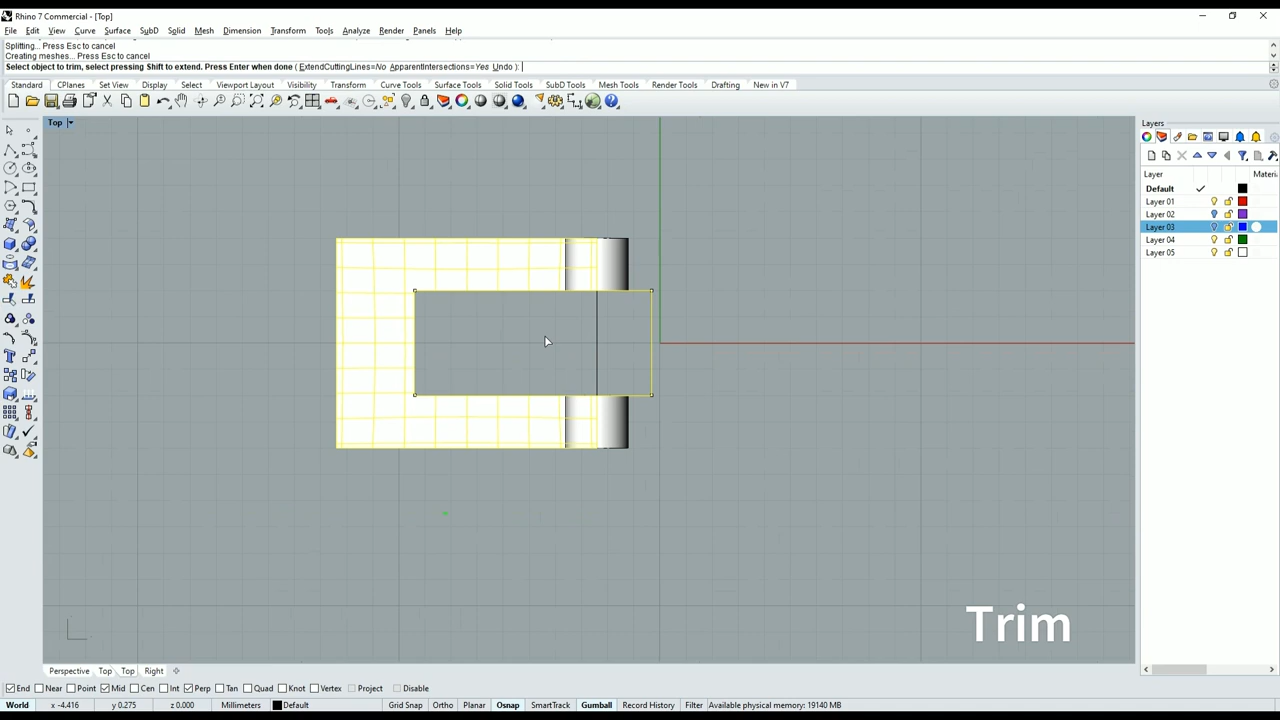 Rhino 7 Commercial - [Top]
File Edit View Curve Surface SubD Solid Mesh Dimension Transform Tools Analyze Render Panels Help
Splitting... Press Esc to cancel
Creating meshes... Press Esc to cancel
Select object to trim, select pressing Shift to extend. Press Enter when done ( ExtendCuttingLines=No ApparentIntersections=Yes Undo ):
Standard CPlanes Set View Display Select Viewport Layout Visibility Transform Curve Tools Surface Tools Solid Tools SubD Tools Mesh Tools Render Tools Drafting New in V7
Top
Layers
Layer Material
Default
Layer 01
Layer 02
Layer 03
Layer 04
Layer 05
Trim
Perspective Top Top Right
End Near Point Mid Cen Int Perp Tan Quad Knot Vertex Project Disable
World x -4.416 y 0.275 z 0.000 Millimeters Default Grid Snap Ortho Planar Osnap SmartTrack Gumball Record History Filter Available physical memory: 19140 MB